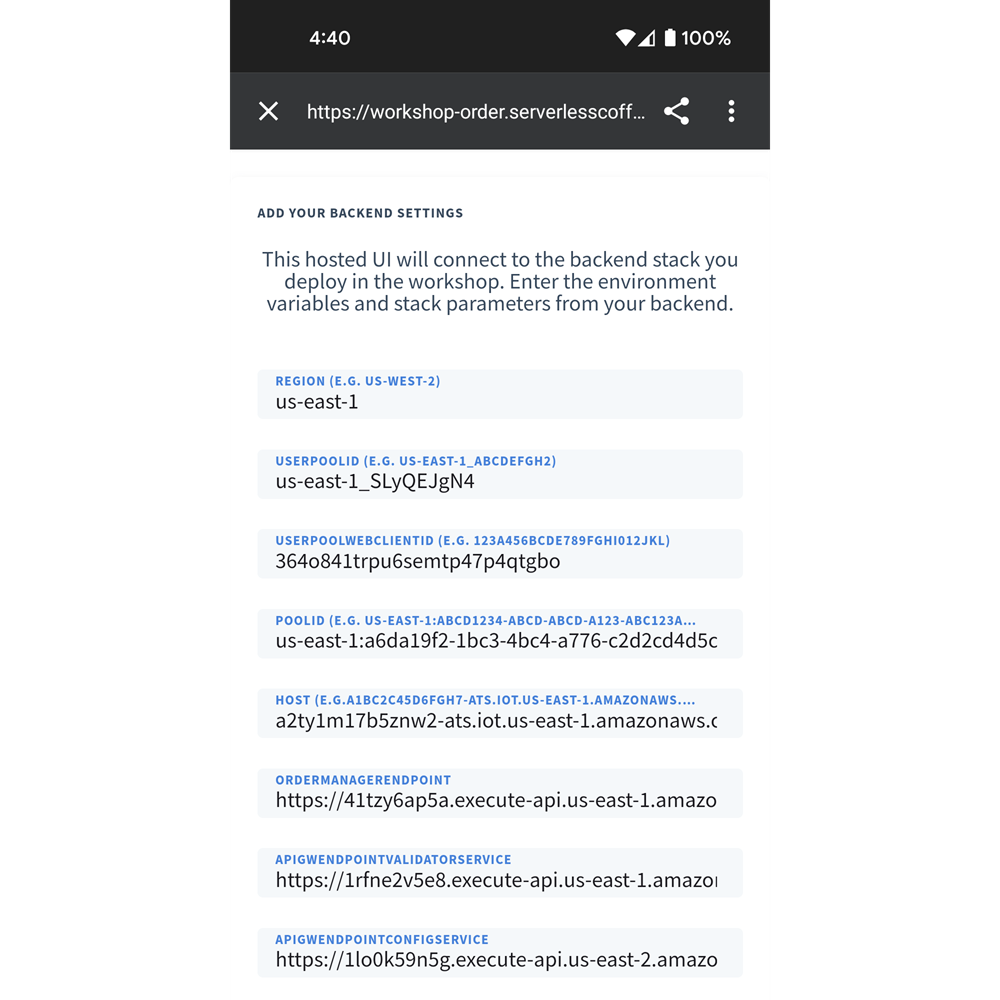 4:40
100%
https://workshop-order.serverlesscoff...
ADD YOUR BACKEND SETTINGS
This hosted UI will connect to the backend stack you
deploy in the workshop. Enter the environment
variables and stack parameters from your backend.
REGION (E.G. US-WEST-2)
us-east-1
USERPOOLID (E.G. US-EAST-1_ABCDEFGH2)
us-east-1_SLyQEJgN4
USERPOOLWEBCLIENTID (E.G. 123A456BCDE789FGHI012JKL)
364o841trpu6semtp47p4qtgbo
POOLID (E.G. US-EAST-1:ABCD1234-ABCD-ABCD-A123-ABC123A...
us-east-1:a6da19f2-1bc3-4bc4-a776-c2d2cd4d5c
HOST (E.G.A1BC2C45D6FGH7-ATS.IOT.US-EAST-1.AMAZONAWS....
a2ty1m17b5znw2-ats.iot.us-east-1.amazonaws.c
ORDERMANAGERENDPOINT
https://41tzy6ap5a.execute-api.us-east-1.amazo
APIGWENDPOINTVALIDATORSERVICE
https://1rfne2v5e8.execute-api.us-east-1.amazo
APIGWENDPOINTCONFIGSERVICE
https://1lo0k59n5g.execute-api.us-east-2.amazo